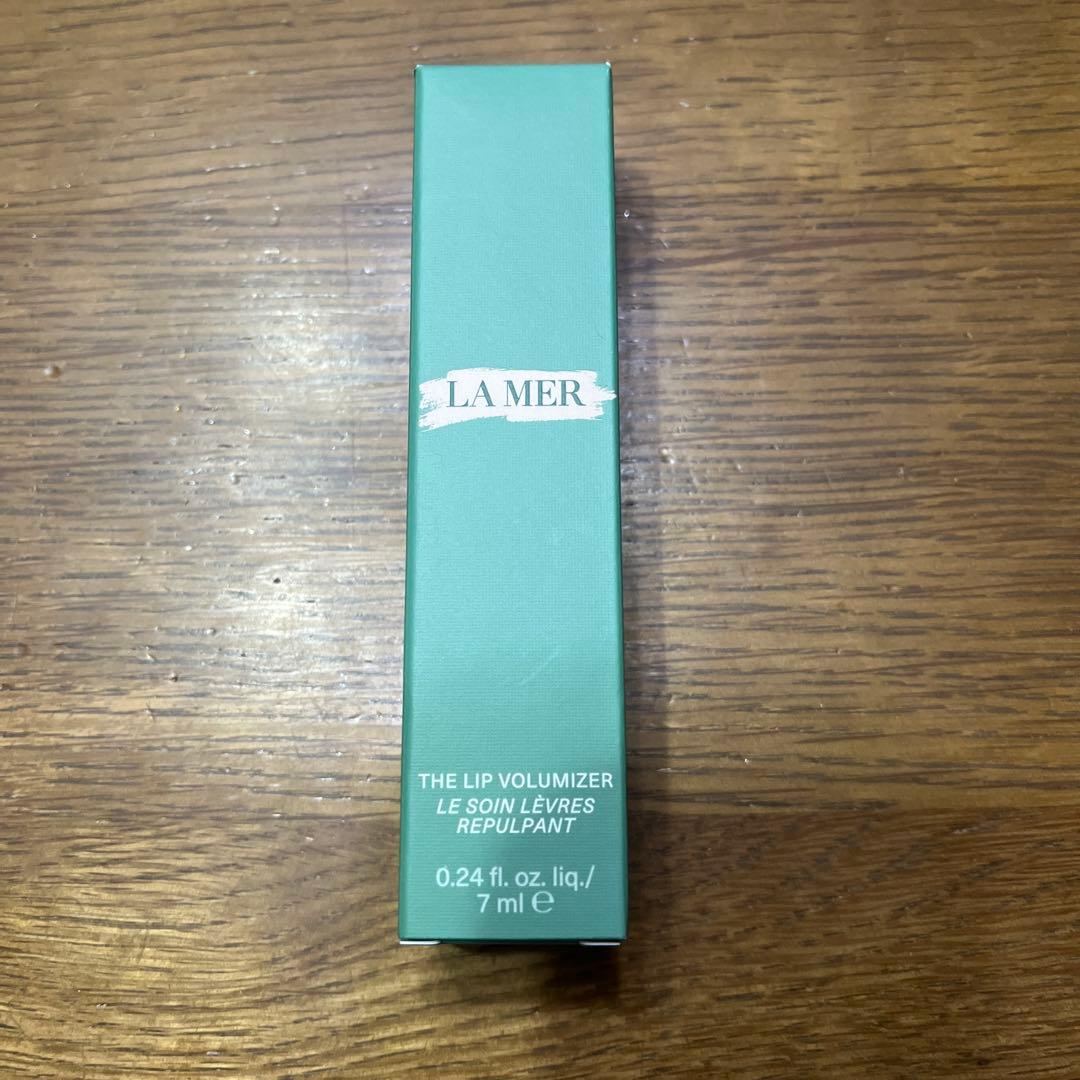 LA MER
THE LIP VOLUMIZER
LE SOIN LÈVRES
REPULPANT
0.24 fl. oz. liq./
7 ml ℮